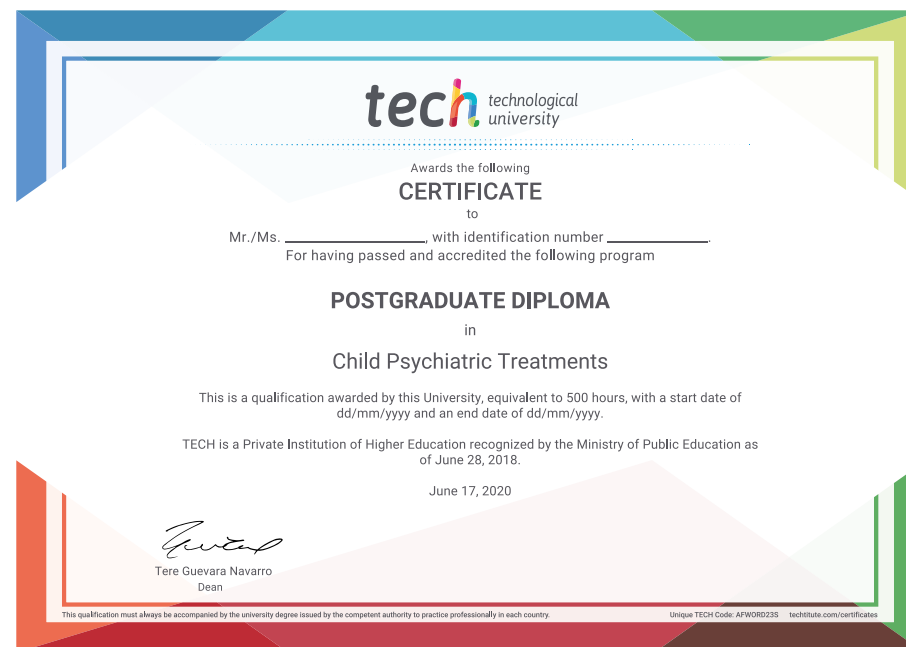 tech technological
university
Awards the following
CERTIFICATE
to
Mr./Ms. ____________________, with identification number ______________.
For having passed and accredited the following program
POSTGRADUATE DIPLOMA
in
Child Psychiatric Treatments
This is a qualification awarded by this University, equivalent to 500 hours, with a start date of
dd/mm/yyyy and an end date of dd/mm/yyyy.
TECH is a Private Institution of Higher Education recognized by the Ministry of Public Education as
of June 28, 2018.
June 17, 2020
Tere Guevara Navarro
Dean
This qualification must always be accompanied by the university degree issued by the competent authority to practice professionally in each country. Unique TECH Code: AFWORD23S techtitute.com/certificates